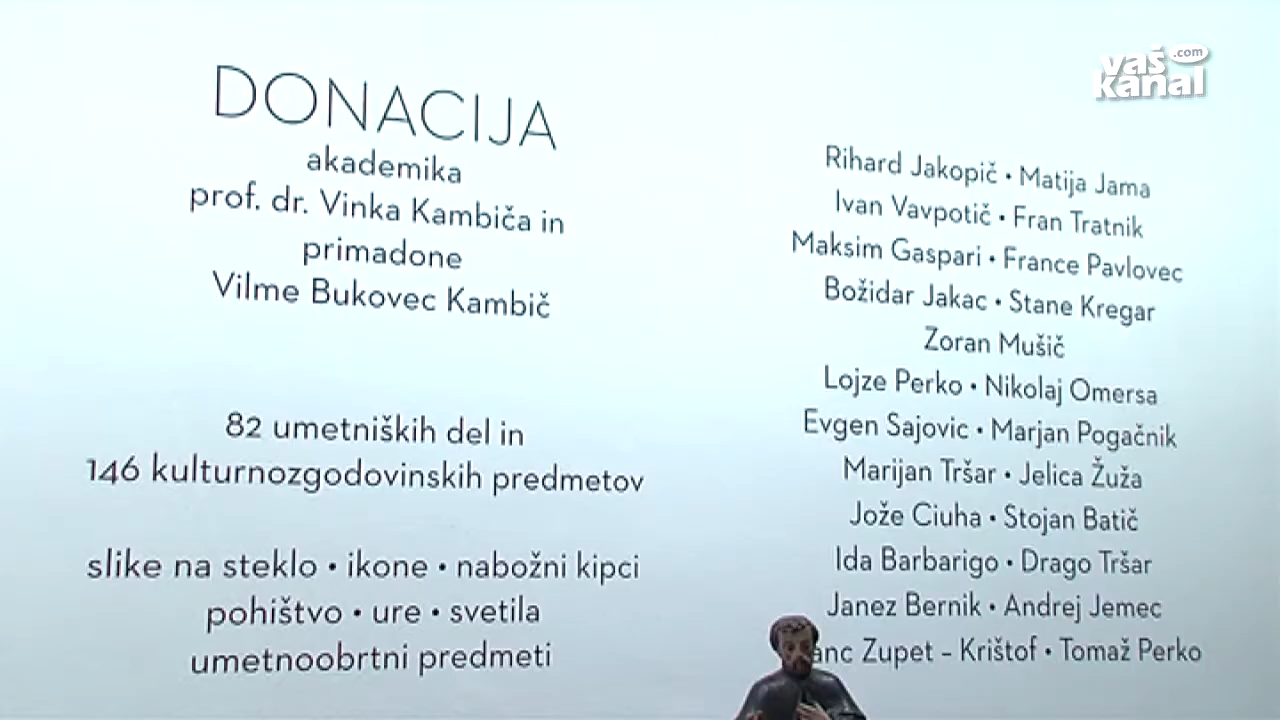 DONACIJA
akademika
prof. dr. Vinka Kambiča in
primadone
Vilme Bukovec Kambič
82 umetniških del in
146 kulturnozgodovinskih predmetov
slike na steklo • ikone • nabožni kipci
pohištvo • ure • svetila
umetnoobrtni predmeti
vaš kanal .com
Rihard Jakopič • Matija Jama
Ivan Vavpotič • Fran Tratnik
Maksim Gaspari • France Pavlovec
Božidar Jakac • Stane Kregar
Zoran Mušič
Lojze Perko • Nikolaj Omersa
Evgen Sajovic • Marjan Pogačnik
Marijan Tršar • Jelica Žuža
Jože Ciuha • Stojan Batič
Ida Barbarigo • Drago Tršar
Janez Bernik • Andrej Jemec
Zupet – Krištof • Tomaž Perko